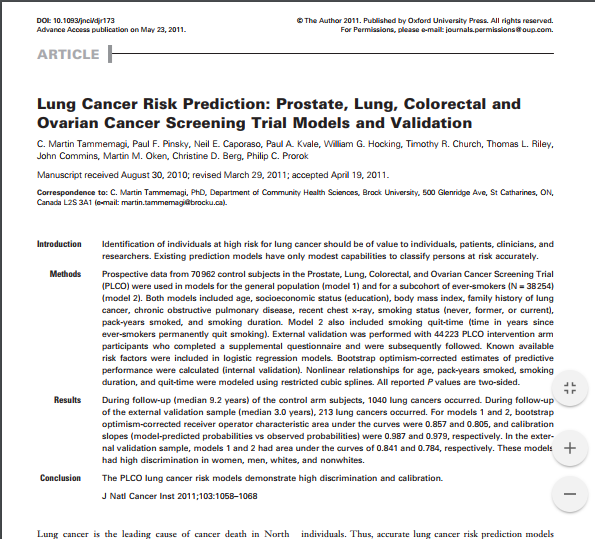 DOI: 10.1093/jnci/djr173
Advance Access publication on May 23, 2011.
© The Author 2011. Published by Oxford University Press. All rights reserved.
For Permissions, please e-mail: journals.permissions@oup.com.
ARTICLE
Lung Cancer Risk Prediction: Prostate, Lung, Colorectal and
Ovarian Cancer Screening Trial Models and Validation
C. Martin Tammemagi, Paul F. Pinsky, Neil E. Caporaso, Paul A. Kvale, William G. Hocking, Timothy R. Church, Thomas L. Riley,
John Commins, Martin M. Oken, Christine D. Berg, Philip C. Prorok
Manuscript received August 30, 2010; revised March 29, 2011; accepted April 19, 2011.
Correspondence to: C. Martin Tammemagi, PhD, Department of Community Health Sciences, Brock University, 500 Glenridge Ave, St Catharines, ON,
Canada L2S 3A1 (e-mail: martin.tammemagi@brocku.ca).
Introduction Identification of individuals at high risk for lung cancer should be of value to individuals, patients, clinicians, and
researchers. Existing prediction models have only modest capabilities to classify persons at risk accurately.
Methods Prospective data from 70 962 control subjects in the Prostate, Lung, Colorectal, and Ovarian Cancer Screening Trial
(PLCO) were used in models for the general population (model 1) and for a subcohort of ever-smokers (N = 38 254)
(model 2). Both models included age, socioeconomic status (education), body mass index, family history of lung
cancer, chronic obstructive pulmonary disease, recent chest x-ray, smoking status (never, former, or current),
pack-years smoked, and smoking duration. Model 2 also included smoking quit-time (time in years since
ever-smokers permanently quit smoking). External validation was performed with 44 223 PLCO intervention arm
participants who completed a supplemental questionnaire and were subsequently followed. Known available
risk factors were included in logistic regression models. Bootstrap optimism-corrected estimates of predictive
performance were calculated (internal validation). Nonlinear relationships for age, pack-years smoked, smoking
duration, and quit-time were modeled using restricted cubic splines. All reported P values are two-sided.
Results During follow-up (median 9.2 years) of the control arm subjects, 1040 lung cancers occurred. During follow-up
of the external validation sample (median 3.0 years), 213 lung cancers occurred. For models 1 and 2, bootstrap
optimism-corrected receiver operator characteristic area under the curves were 0.857 and 0.805, and calibration
slopes (model-predicted probabilities vs observed probabilities) were 0.987 and 0.979, respectively. In the exter-
nal validation sample, models 1 and 2 had area under the curves of 0.841 and 0.784, respectively. These models
had high discrimination in women, men, whites, and nonwhites.
Conclusion The PLCO lung cancer risk models demonstrate high discrimination and calibration.
J Natl Cancer Inst 2011;103:1058–1068
Lung cancer is the leading cause of cancer death in North
individuals. Thus, accurate lung cancer risk prediction models